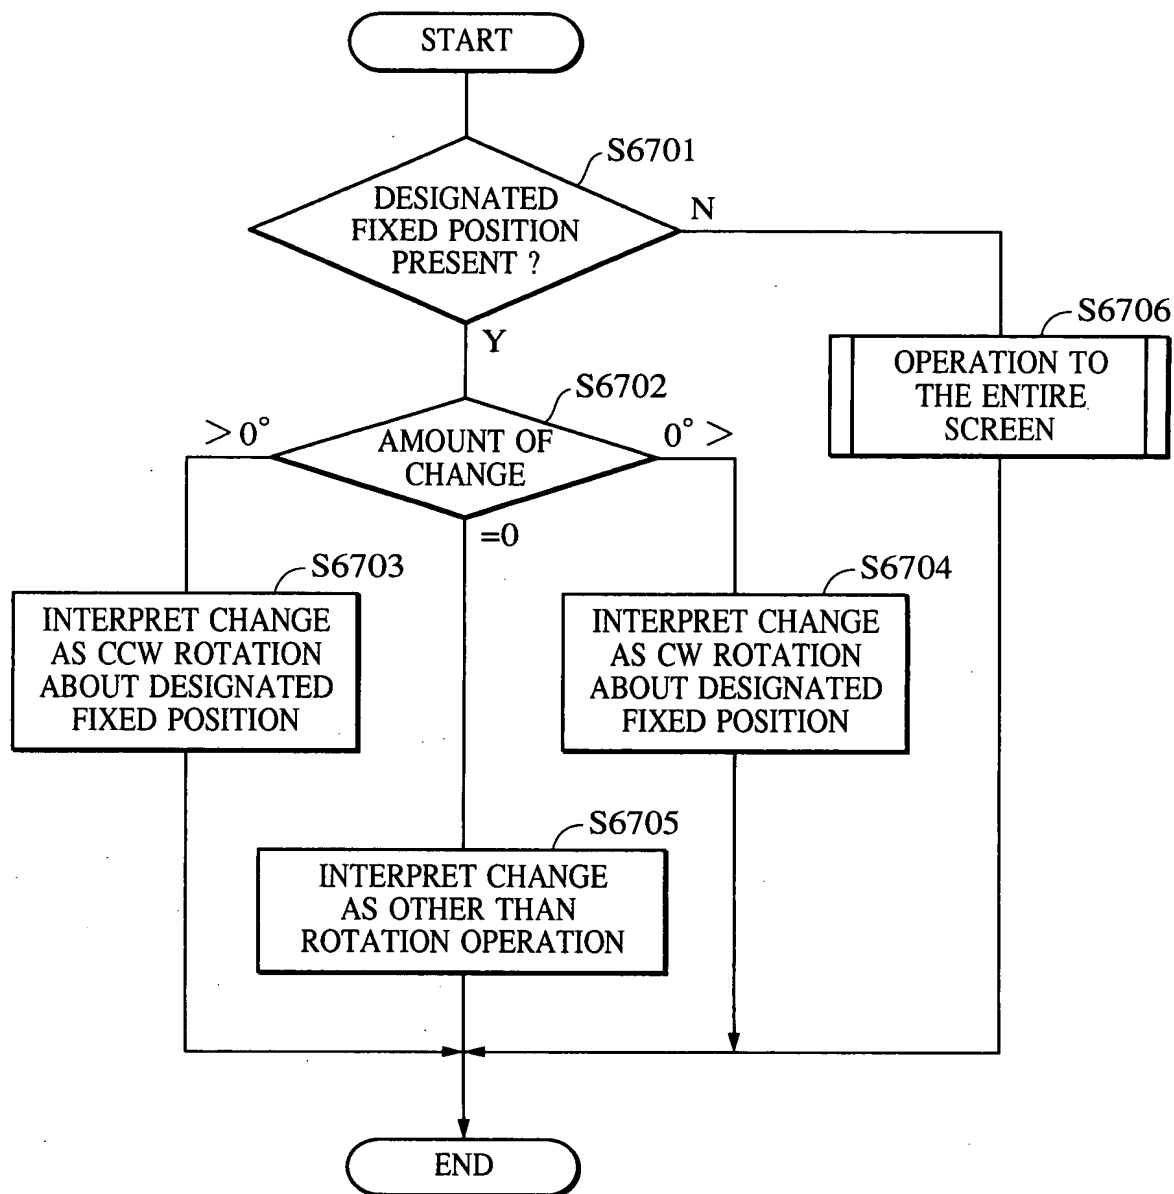 START
S6701
DESIGNATED
FIXED POSITION
PRESENT ?
N
Y
S6706
OPERATION TO
THE ENTIRE
SCREEN
S6702
>0°
AMOUNT OF
CHANGE
0° >
=0
S6703
INTERPRET CHANGE
AS CCW ROTATION
ABOUT DESIGNATED
FIXED POSITION
S6704
INTERPRET CHANGE
AS CW ROTATION
ABOUT DESIGNATED
FIXED POSITION
S6705
INTERPRET CHANGE
AS OTHER THAN
ROTATION OPERATION
END